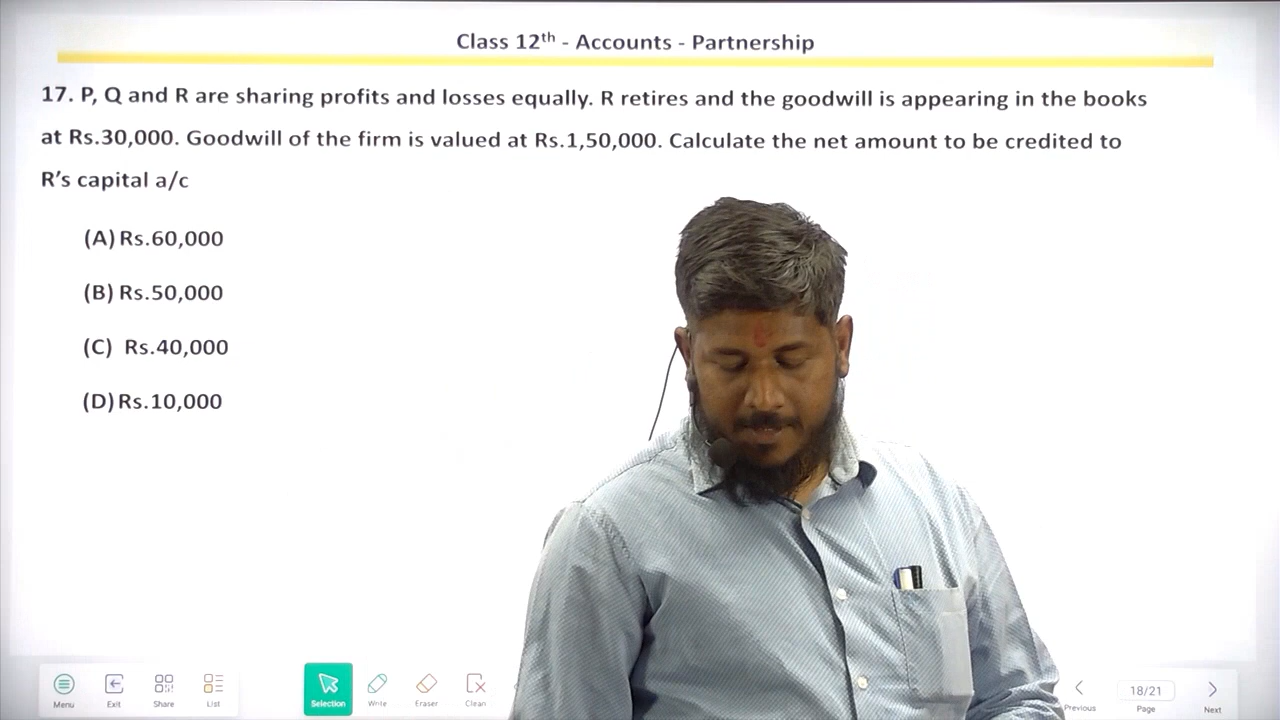 Class 12th - Accounts - Partnership
17. P, Q and R are sharing profits and losses equally. R retires and the goodwill is appearing in the books
at Rs.30,000. Goodwill of the firm is valued at Rs.1,50,000. Calculate the net amount to be credited to
R's capital a/c
(A) Rs.60,000
(B) Rs.50,000
(C) Rs.40,000
(D) Rs.10,000
Menu Exit Share List Selection Write Eraser Clean Previous 18/21 Page Next